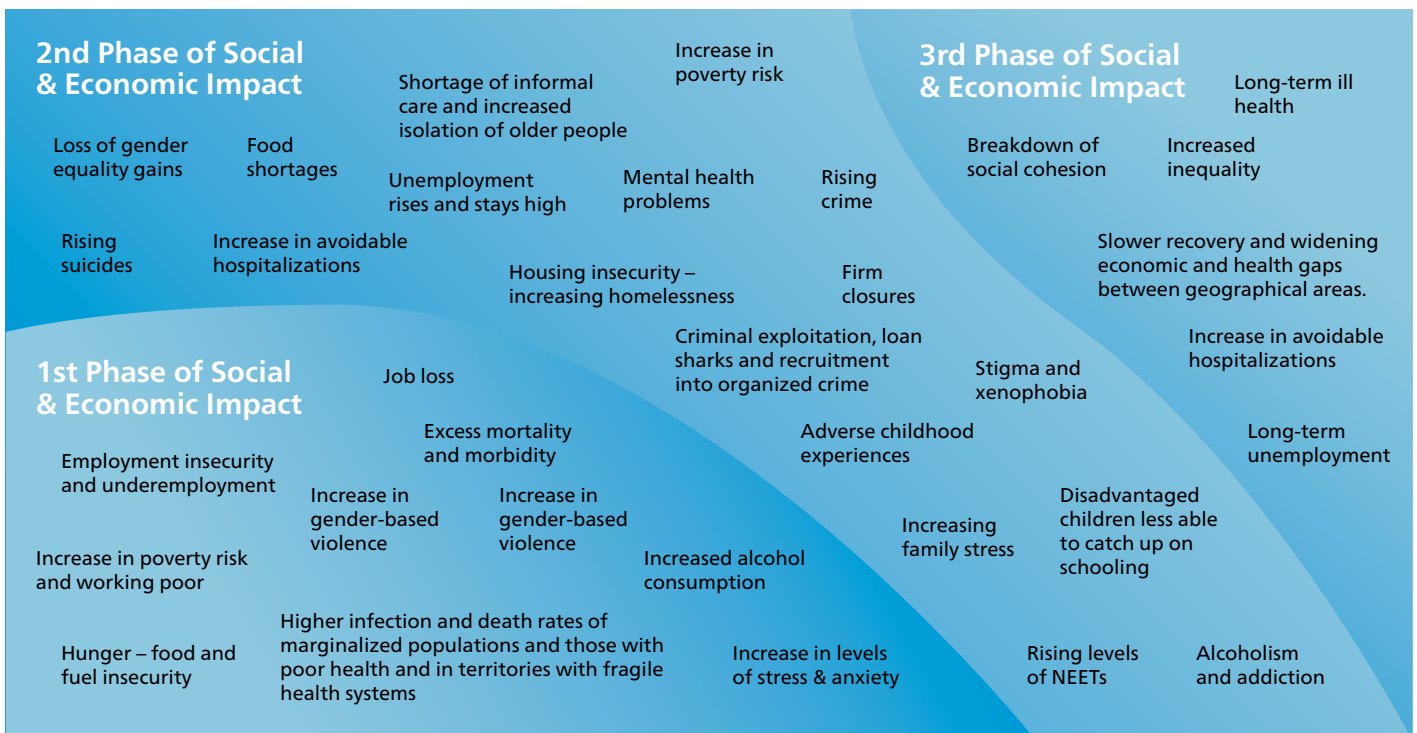 2nd Phase of Social
& Economic Impact
Shortage of informal
care and increased
isolation of older people
Increase in
poverty risk
Loss of gender
equality gains
Food
shortages
Unemployment
rises and stays high
Mental health
problems
Rising
crime
Rising
suicides
Increase in avoidable
hospitalizations
Housing insecurity –
increasing homelessness
Firm
closures
Criminal exploitation, loan
sharks and recruitment
into organized crime
Stigma and
xenophobia
Adverse childhood
experiences
Increasing
family stress
Disadvantaged
children less able
to catch up on
schooling
Rising levels
of NEETs
Alcoholism
and addiction
3rd Phase of Social
& Economic Impact
Long-term ill
health
Breakdown of
social cohesion
Increased
inequality
Slower recovery and widening
economic and health gaps
between geographical areas.
Increase in avoidable
hospitalizations
Long-term
unemployment
1st Phase of Social
& Economic Impact
Job loss
Excess mortality
and morbidity
Employment insecurity
and underemployment
Increase in
gender-based
violence
Increase in
gender-based
violence
Increase in poverty risk
and working poor
Increased alcohol
consumption
Hunger – food and
fuel insecurity
Higher infection and death rates of
marginalized populations and those with
poor health and in territories with fragile
health systems
Increase in levels
of stress & anxiety